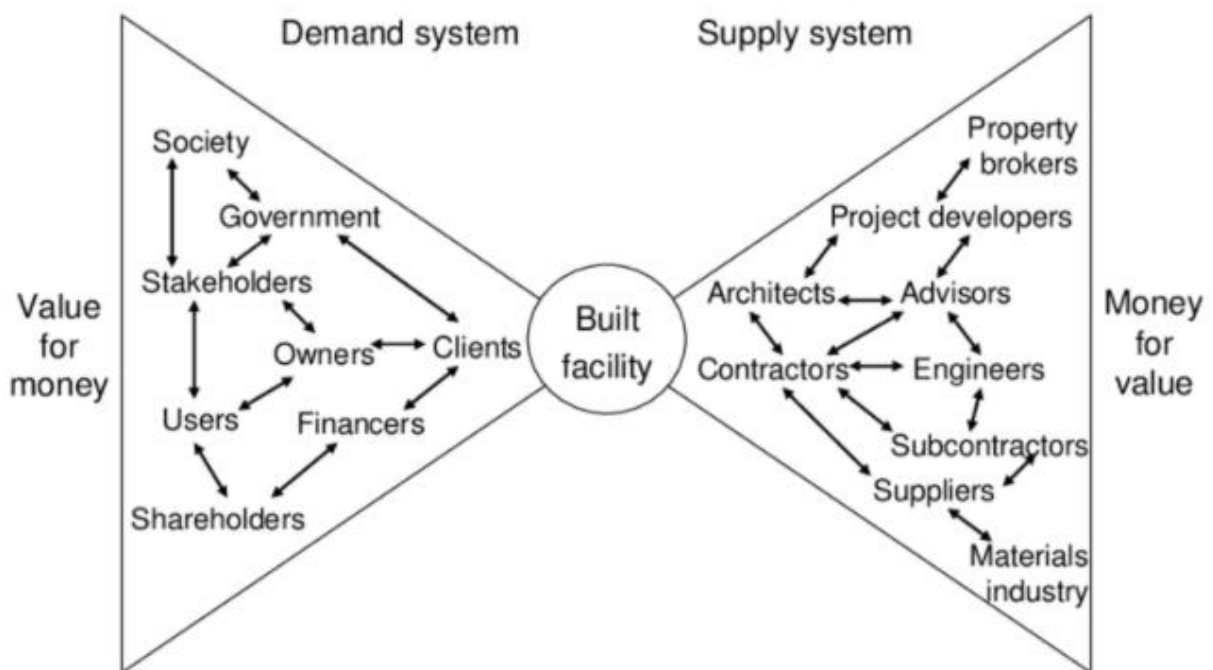 Demand system
Supply system
Value
for
money
Society
Government
Stakeholders
Owners
Clients
Users
Financers
Shareholders
Built
facility
Property
brokers
Project developers
Architects
Advisors
Contractors
Engineers
Subcontractors
Suppliers
Materials
industry
Money
for
value